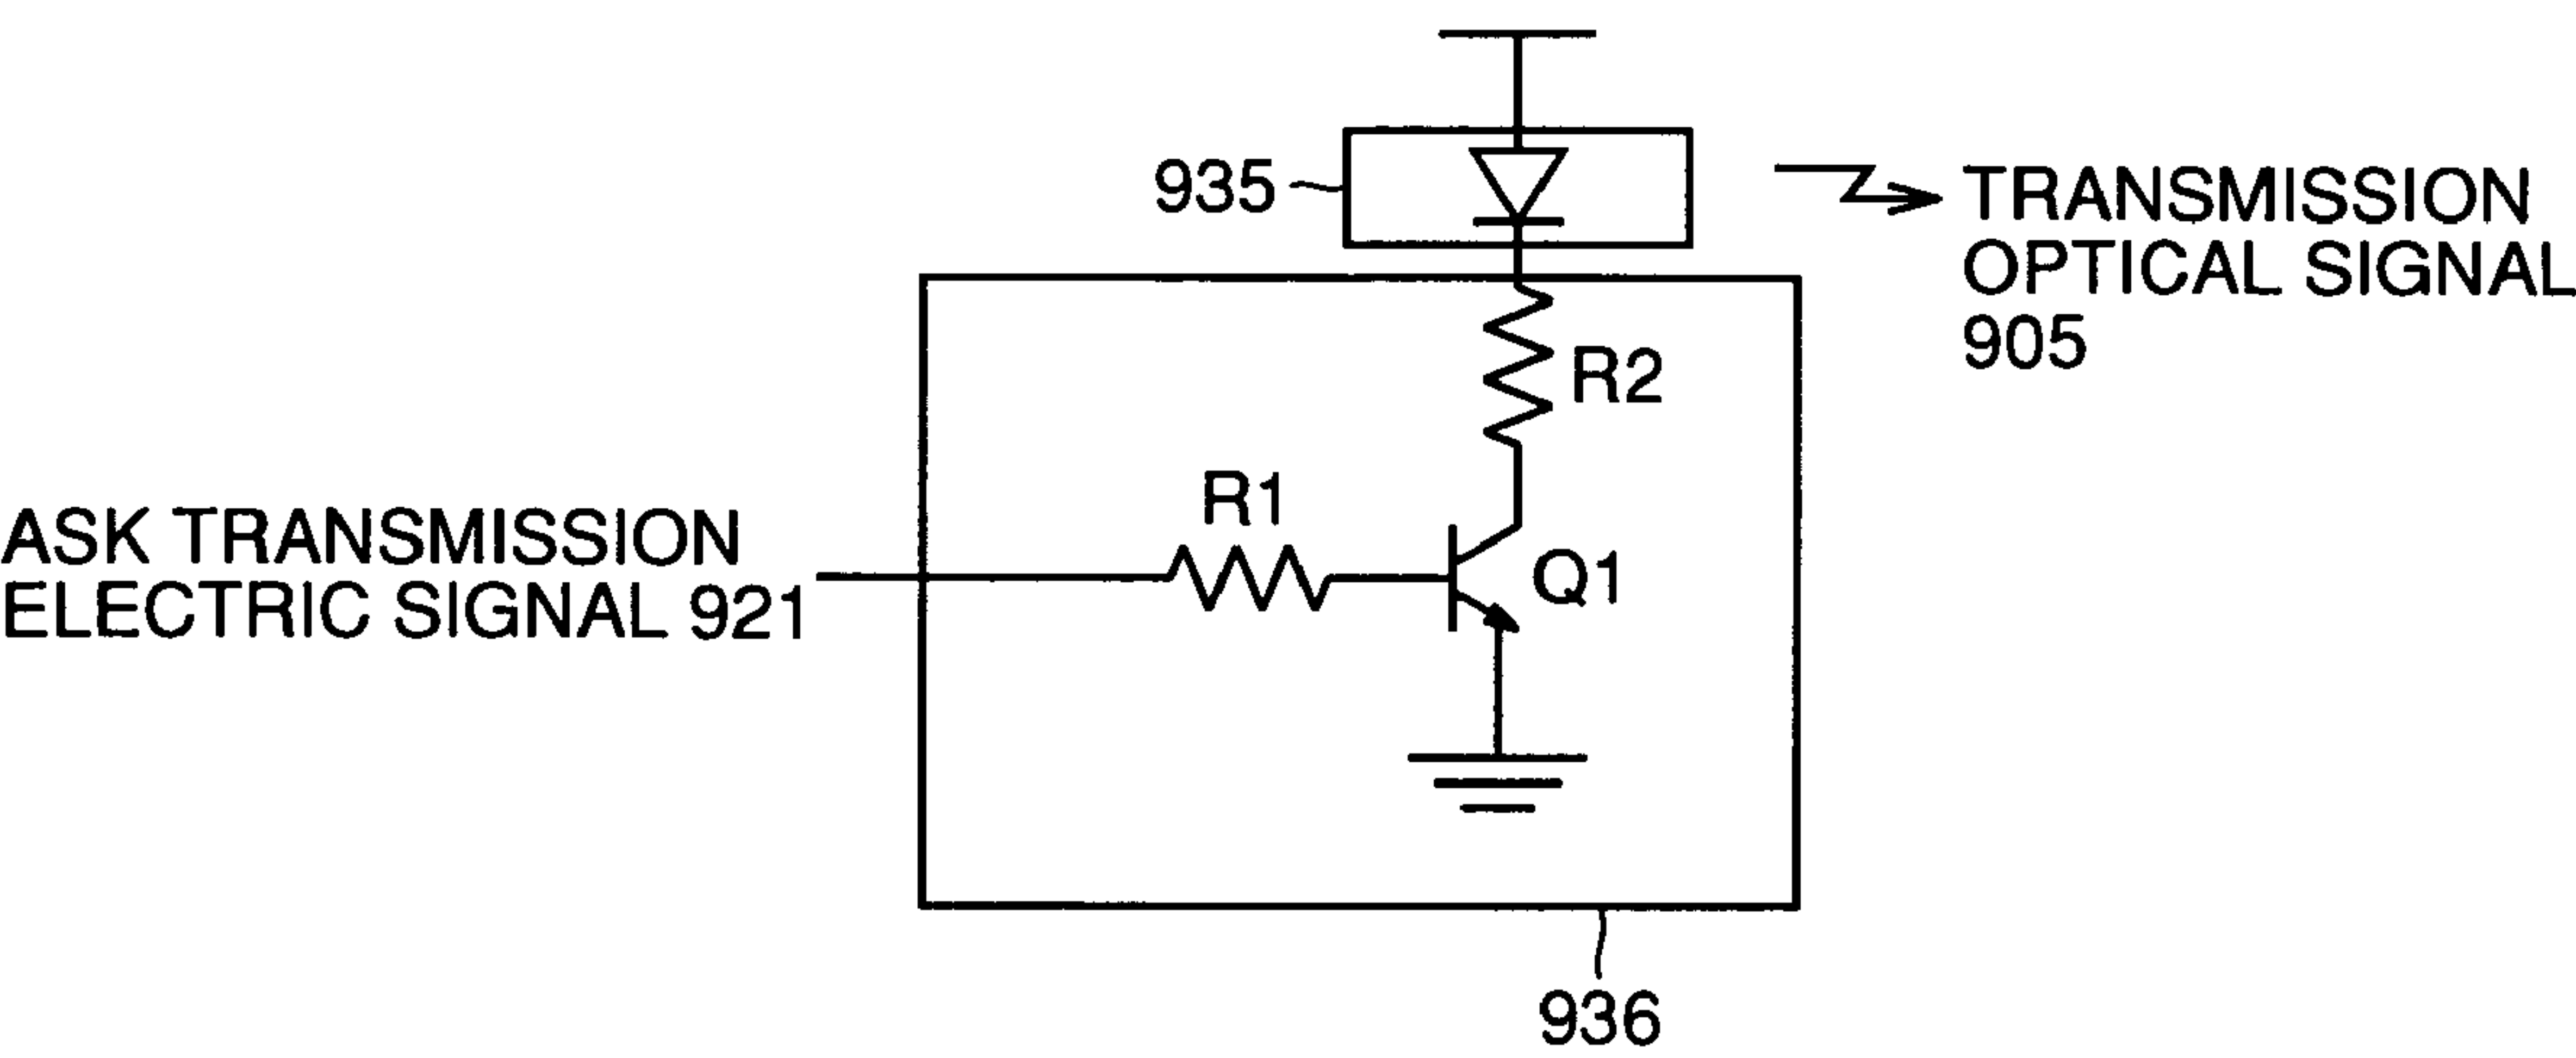 935
TRANSMISSION
OPTICAL SIGNAL
905
R2
R1
ASK TRANSMISSION
ELECTRIC SIGNAL 921
Q1
936